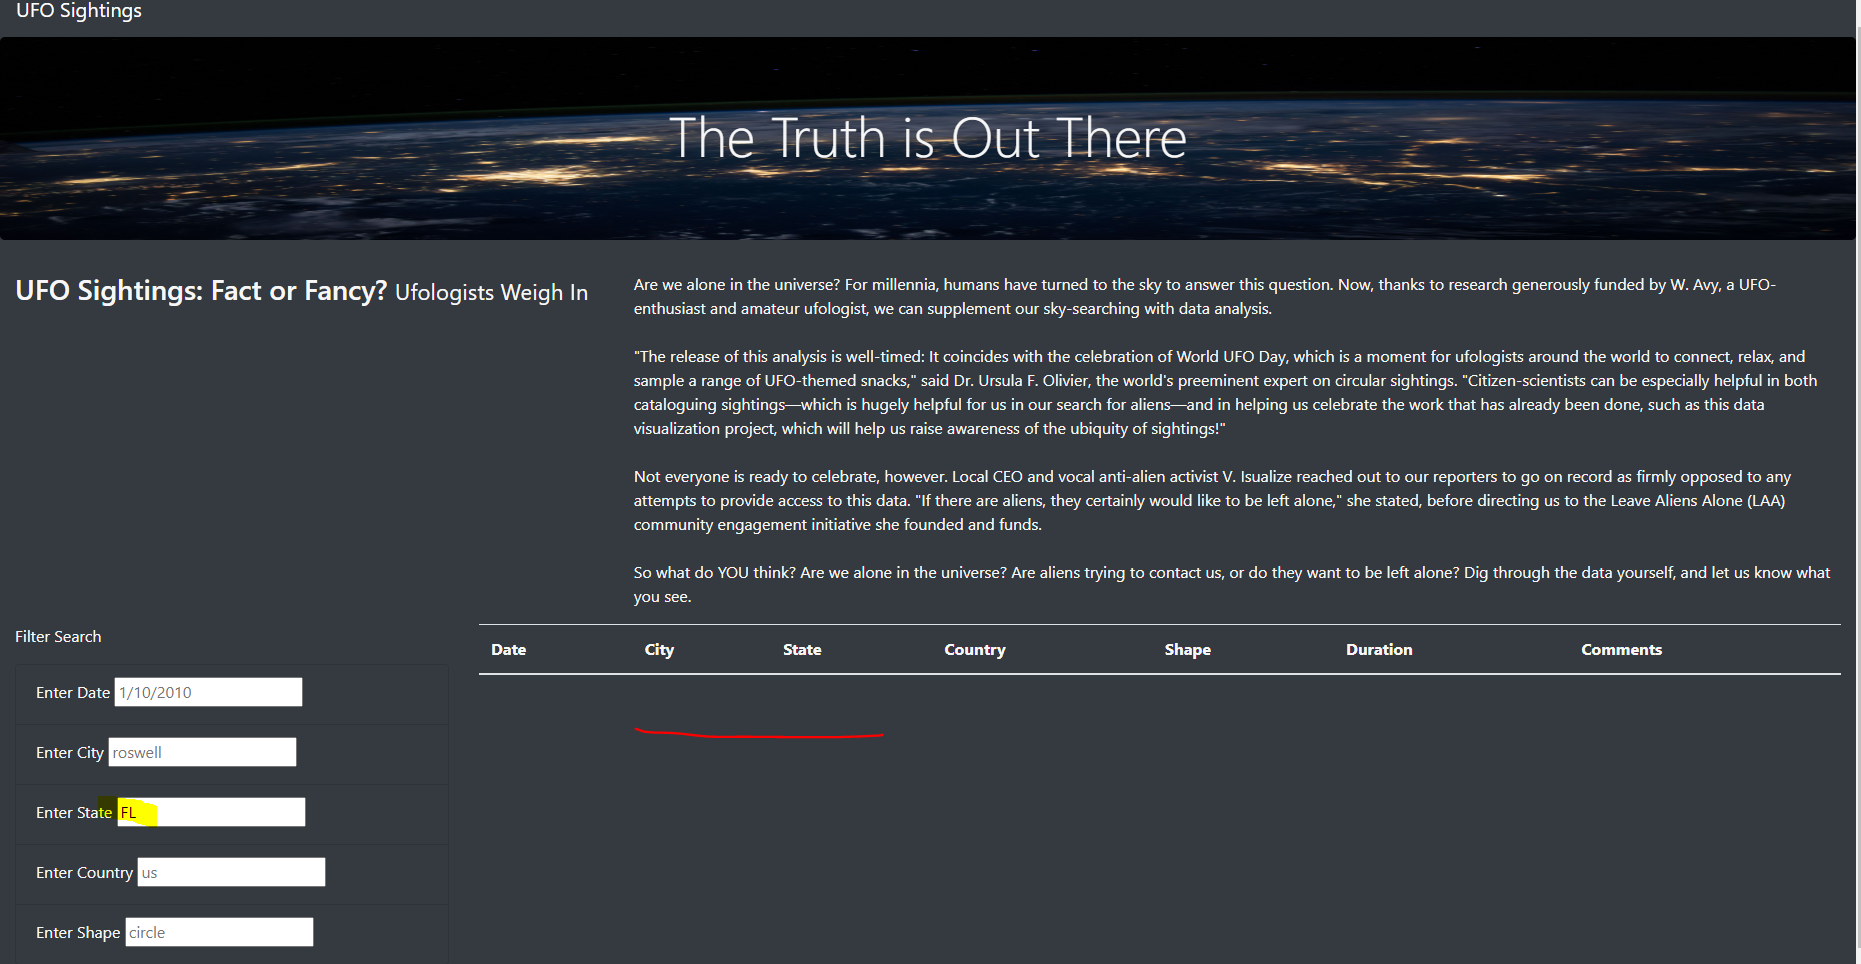 UFO Sightings
The Truth is Out There
UFO Sightings: Fact or Fancy? Ufologists Weigh In
Are we alone in the universe? For millennia, humans have turned to the sky to answer this question. Now, thanks to research generously funded by W. Avy, a UFO-
enthusiast and amateur ufologist, we can supplement our sky-searching with data analysis.
"The release of this analysis is well-timed: It coincides with the celebration of World UFO Day, which is a moment for ufologists around the world to connect, relax, and
sample a range of UFO-themed snacks," said Dr. Ursula F. Olivier, the world's preeminent expert on circular sightings. "Citizen-scientists can be especially helpful in both
cataloguing sightings—which is hugely helpful for us in our search for aliens—and in helping us celebrate the work that has already been done, such as this data
visualization project, which will help us raise awareness of the ubiquity of sightings!"
Not everyone is ready to celebrate, however. Local CEO and vocal anti-alien activist V. Isualize reached out to our reporters to go on record as firmly opposed to any
attempts to provide access to this data. "If there are aliens, they certainly would like to be left alone," she stated, before directing us to the Leave Aliens Alone (LAA)
community engagement initiative she founded and funds.
So what do YOU think? Are we alone in the universe? Are aliens trying to contact us, or do they want to be left alone? Dig through the data yourself, and let us know what
you see.
Filter Search
Enter Date 1/10/2010
Enter City roswell
Enter State FL
Enter Country us
Enter Shape circle
Date City State Country Shape Duration Comments